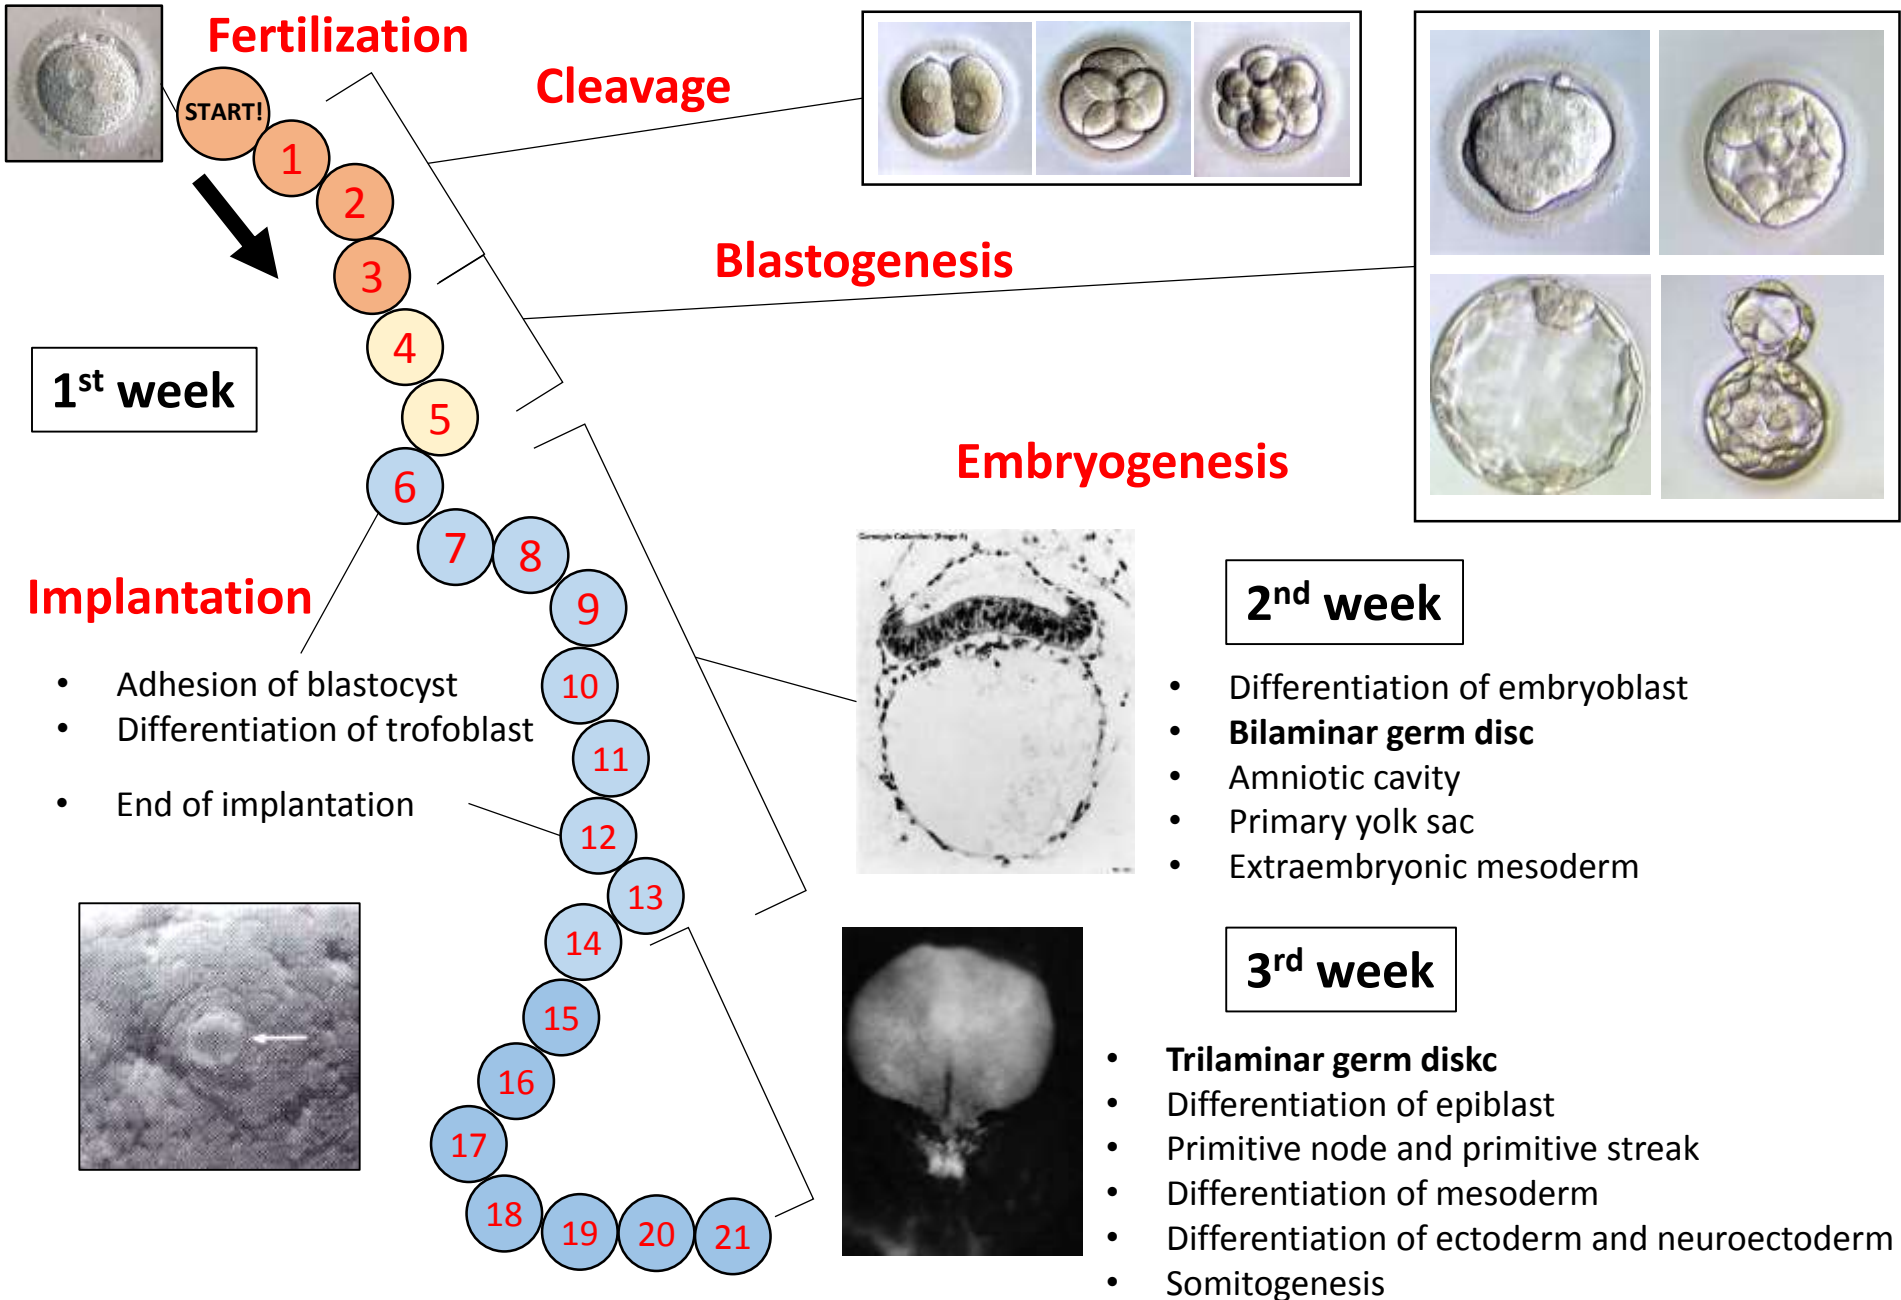 Fertilization
START!
Cleavage
1
2
3
Blastogenesis
4
1st week
5
Embryogenesis
6
7
8
Implantation
9
2nd week
• Adhesion of blastocyst
• Differentiation of trofoblast
• End of implantation
10
11
12
13
• Differentiation of embryoblast
• Bilaminar germ disc
• Amniotic cavity
• Primary yolk sac
• Extraembryonic mesoderm
14
3rd week
15
16
17
18
19
20
21
• Trilaminar germ diskc
• Differentiation of epiblast
• Primitive node and primitive streak
• Differentiation of mesoderm
• Differentiation of ectoderm and neuroectoderm
• Somitogenesis